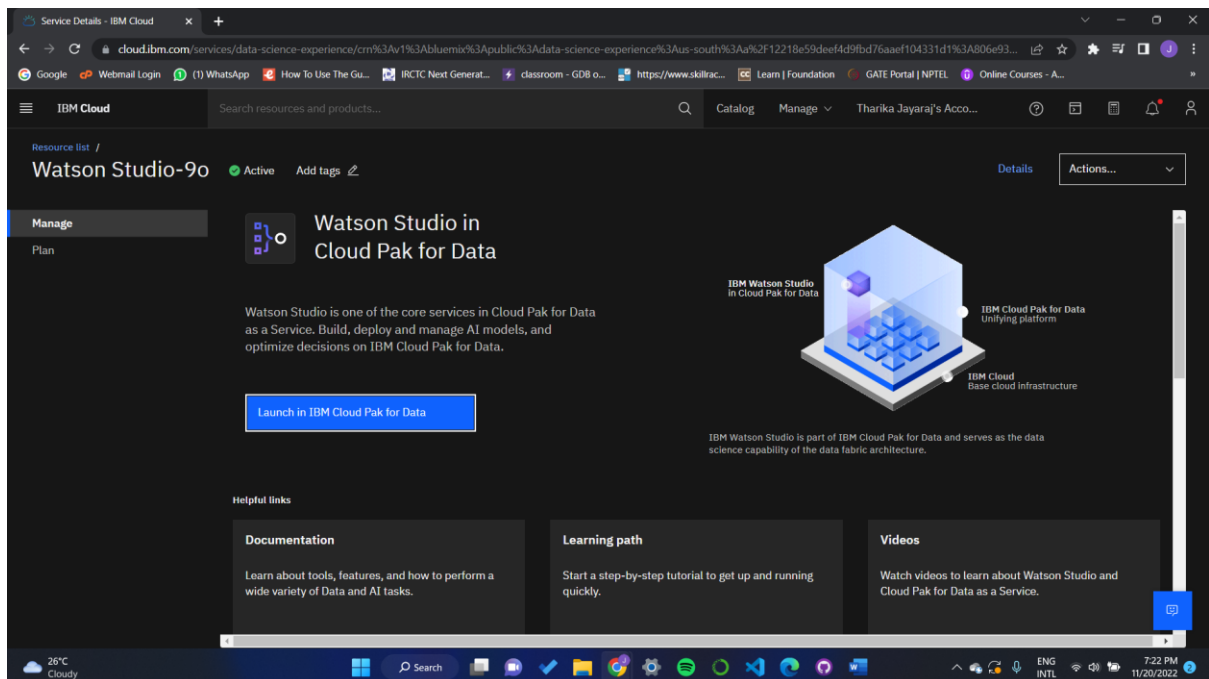 Service Details - IBM Cloud
cloud.ibm.com/services/data-science-experience/crn%3Av1%3Abluemix%3Apublic%3Adata-science-experience%3Aus-south%3Aa%2F12218e59deef4d9fbd76aaef104331d1%3A806e93...
J
Google
Webmail Login
(1) WhatsApp
How To Use The Gu...
IRCTC Next Generat...
classroom - GDB o...
https://www.skillrac...
Learn | Foundation
GATE Portal | NPTEL
Online Courses - A...
»
IBM Cloud
Search resources and products...
Catalog
Manage
Tharika Jayaraj's Acco...
Resource list /
Watson Studio-9o
Active
Add tags
Details
Actions...
Manage
Plan
Watson Studio in
Cloud Pak for Data
Watson Studio is one of the core services in Cloud Pak for Data
as a Service. Build, deploy and manage AI models, and
optimize decisions on IBM Cloud Pak for Data.
Launch in IBM Cloud Pak for Data
IBM Watson Studio
in Cloud Pak for Data
IBM Cloud Pak for Data
Unifying platform
IBM Cloud
Base cloud infrastructure
IBM Watson Studio is part of IBM Cloud Pak for Data and serves as the data
science capability of the data fabric architecture.
Helpful links
Documentation
Learn about tools, features, and how to perform a
wide variety of Data and AI tasks.
Learning path
Start a step-by-step tutorial to get up and running
quickly.
Videos
Watch videos to learn about Watson Studio and
Cloud Pak for Data as a Service.
26°C
Cloudy
Search
ENG
INTL
7:22 PM
11/20/2022
2